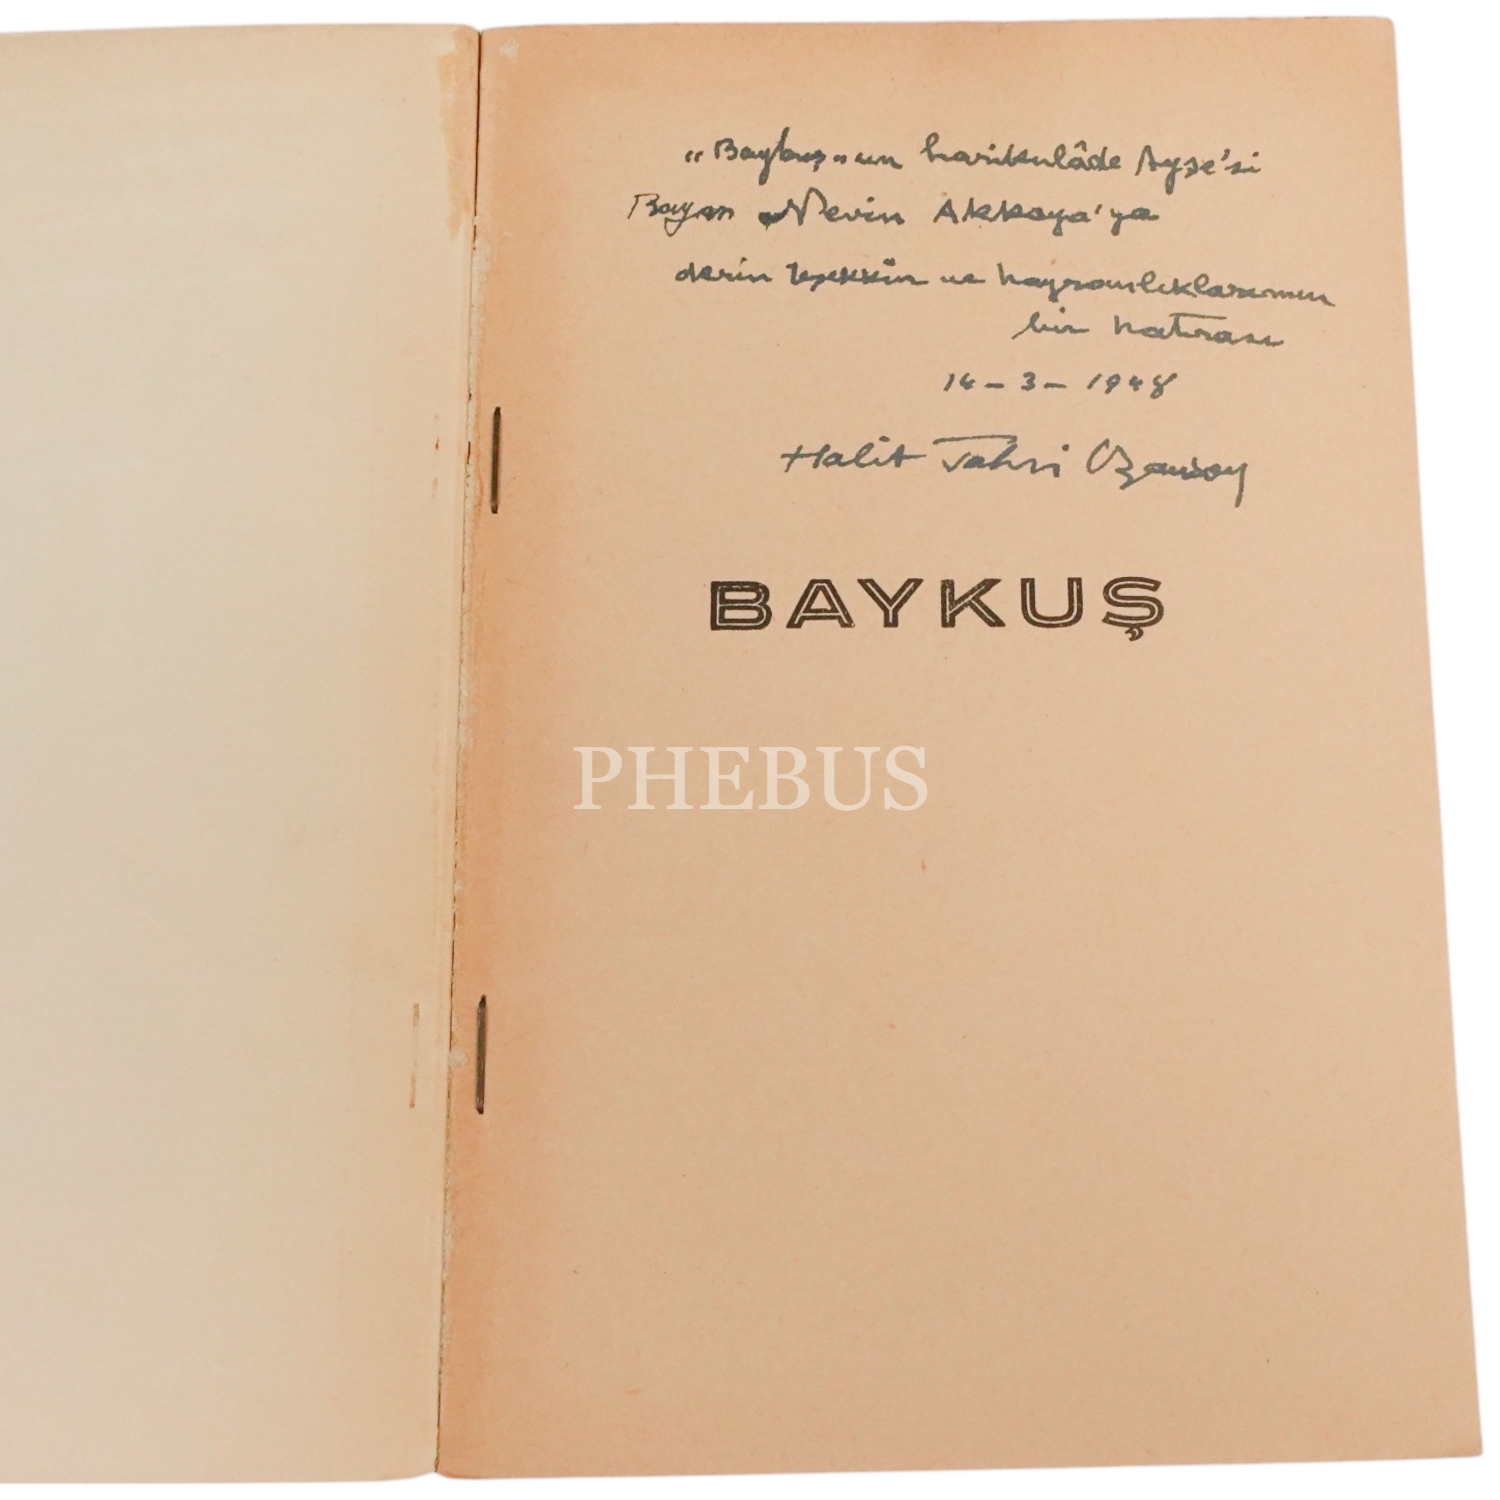 "Baykuş"un harikulâde Ayşe'si
Bayan Nevin Akkaya'ya
derin teşekkür ve hayranlıklarımın
bir hatırası
14-3-1948
Halit Fahri Ozansoy
BAYKUŞ
PHEBUS